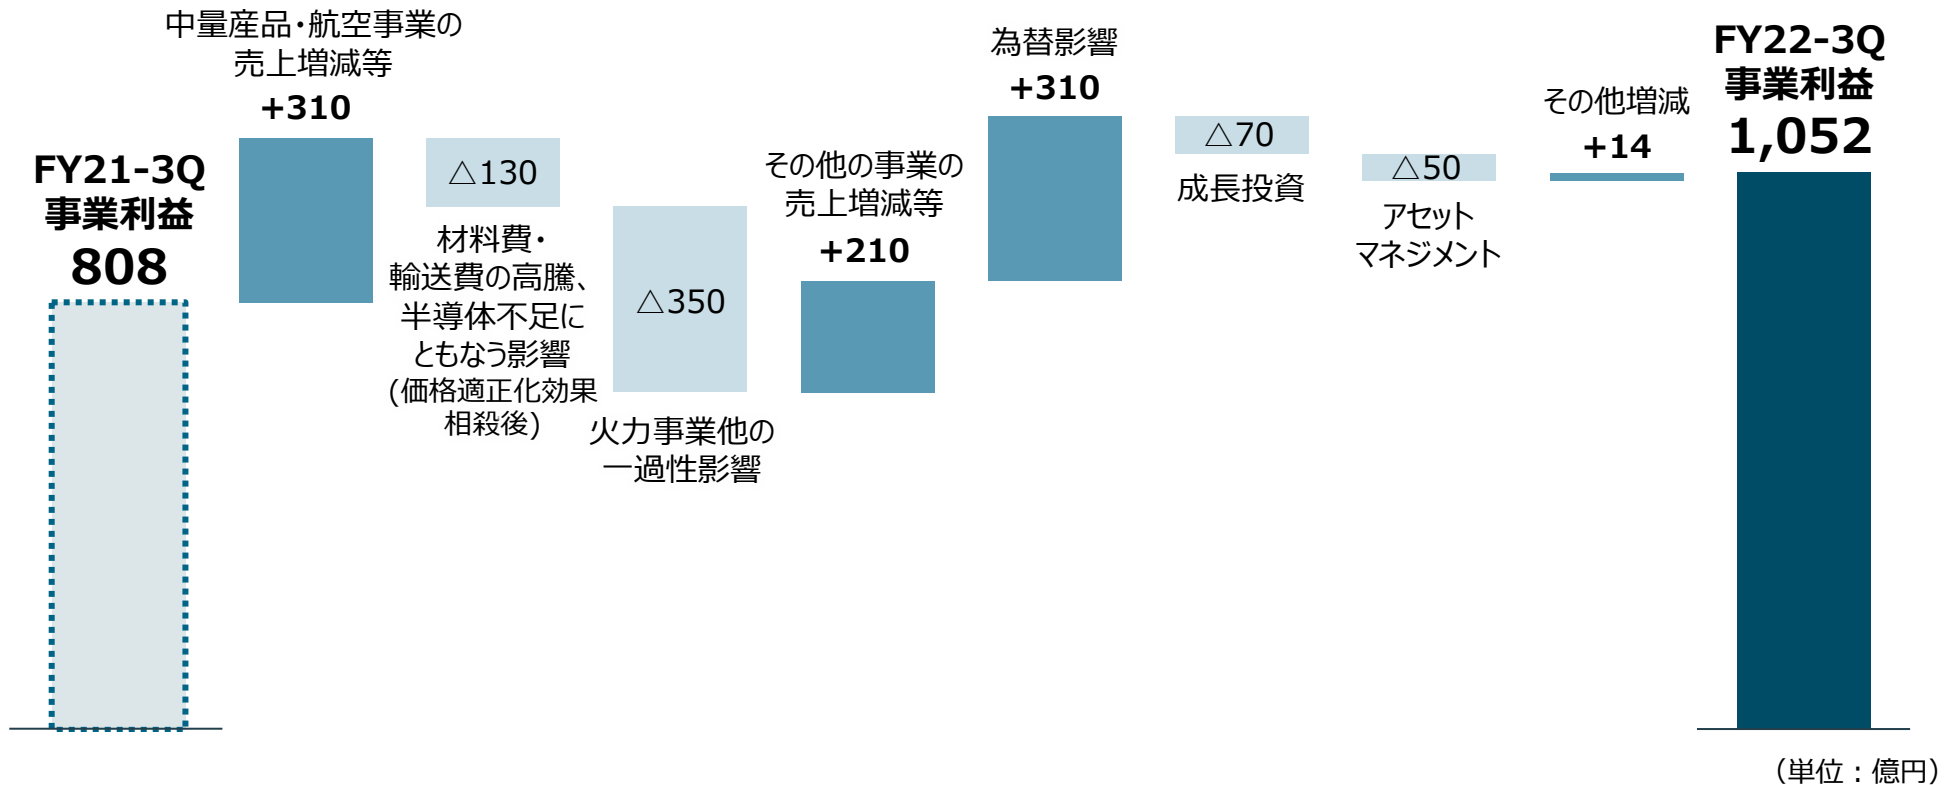 FY21-3Q
事業利益
808
中量産品・航空事業の
売上増減等
+310
△130
材料費・
輸送費の高騰、
半導体不足に
ともなう影響
(価格適正化効果
相殺後)
△350
火力事業他の
一過性影響
その他の事業の
売上増減等
+210
為替影響
+310
△70
成長投資
△50
アセット
マネジメント
その他増減
+14
FY22-3Q
事業利益
1,052
（単位：億円）